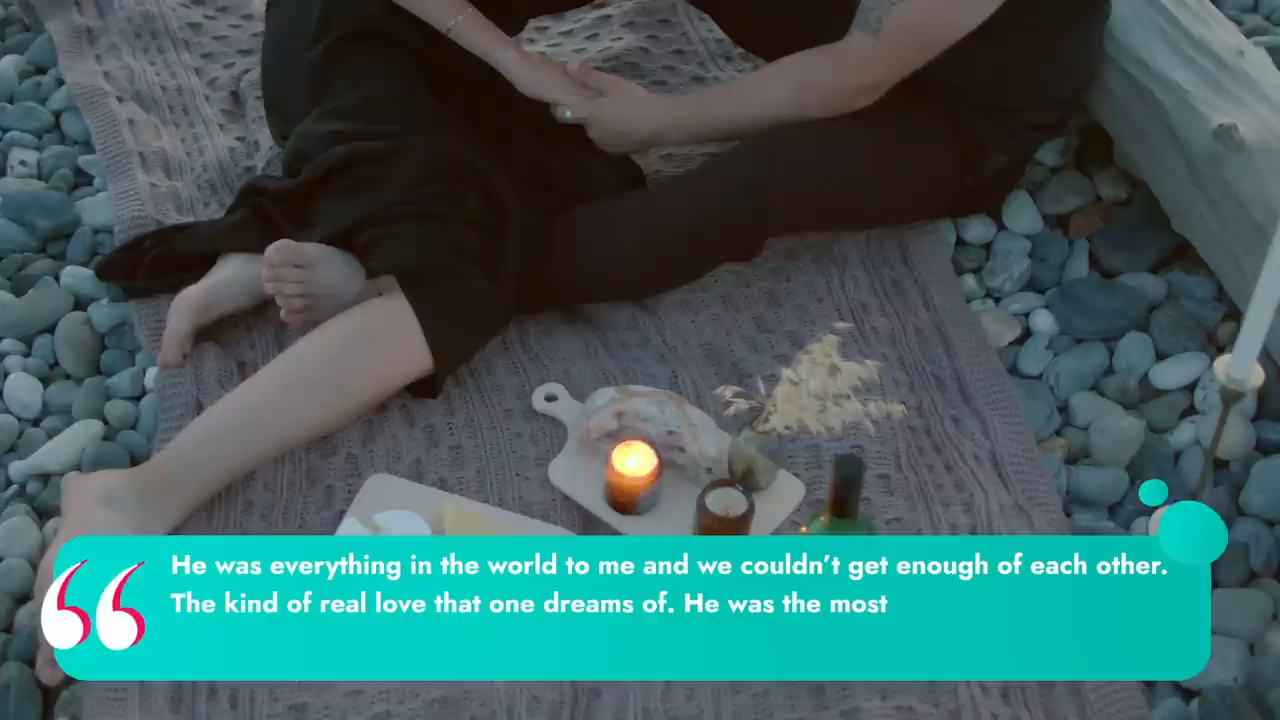 He was everything in the world to me and we couldn’t get enough of each other.
The kind of real love that one dreams of. He was the most